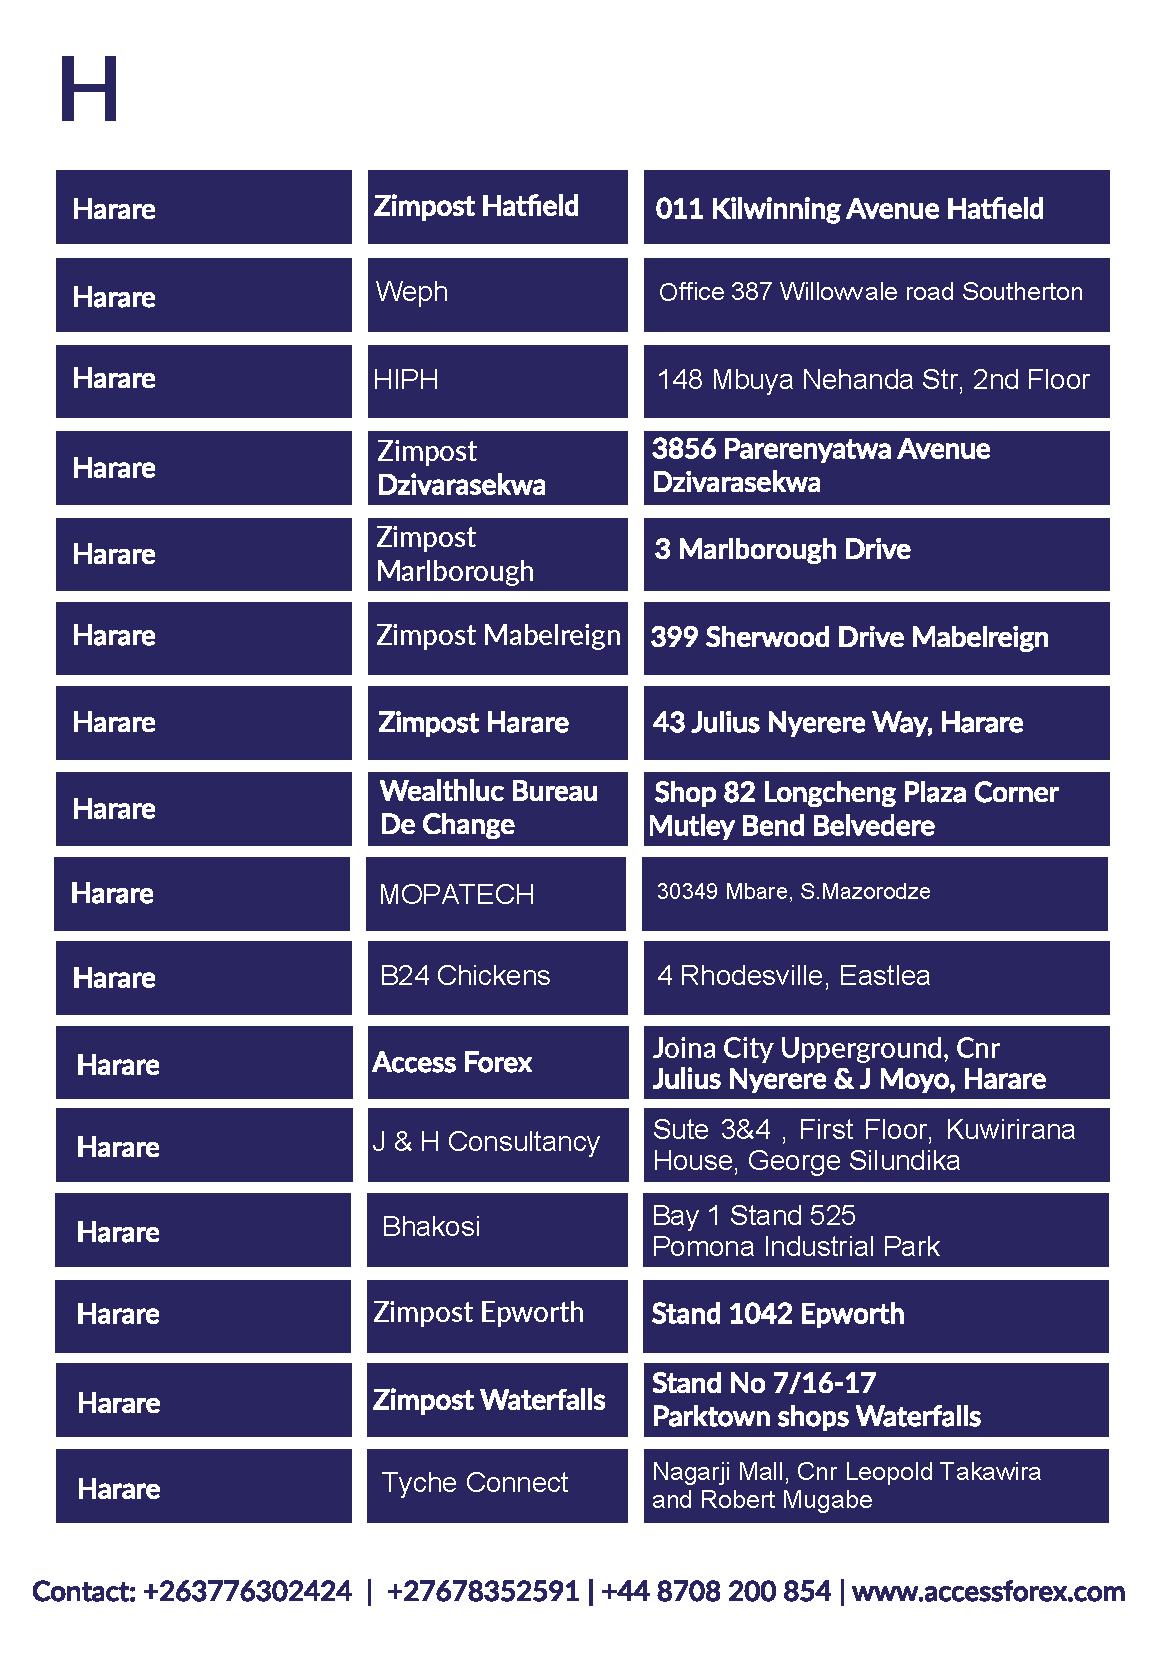 H
Harare Zimpost Hatfield 011 Kilwinning Avenue Hatfield
Harare Weph Office 387 Willowvale road Southerton
Harare HIPH 148 Mbuya Nehanda Str, 2nd Floor
Harare
Zimpost
Dzivarasekwa
3856 Parerenyatwa Avenue
Dzivarasekwa
Harare
Zimpost
Marlborough
3 Marlborough Drive
Harare Zimpost Mabelreign 399 Sherwood Drive Mabelreign
Harare Zimpost Harare 43 Julius Nyerere Way, Harare
Harare
Wealthluc Bureau
De Change
Shop 82 Longcheng Plaza Corner
Mutley Bend Belvedere
Harare MOPATECH 30349 Mbare, S.Mazorodze
Harare B24 Chickens 4 Rhodesville, Eastlea
Harare
Access Forex
Joina City Upperground, Cnr
Julius Nyerere & J Moyo, Harare
Harare
J & H Consultancy
Sute 3&4 , First Floor, Kuwirirana
House, George Silundika
Harare
Bhakosi
Bay 1 Stand 525
Pomona Industrial Park
Harare Zimpost Epworth Stand 1042 Epworth
Harare
Zimpost Waterfalls
Stand No 7/16-17
Parktown shops Waterfalls
Harare
Tyche Connect
Nagarji Mall, Cnr Leopold Takawira
and Robert Mugabe
Contact: +263776302424 | +27678352591 | +44 8708 200 854 | www.accessforex.com